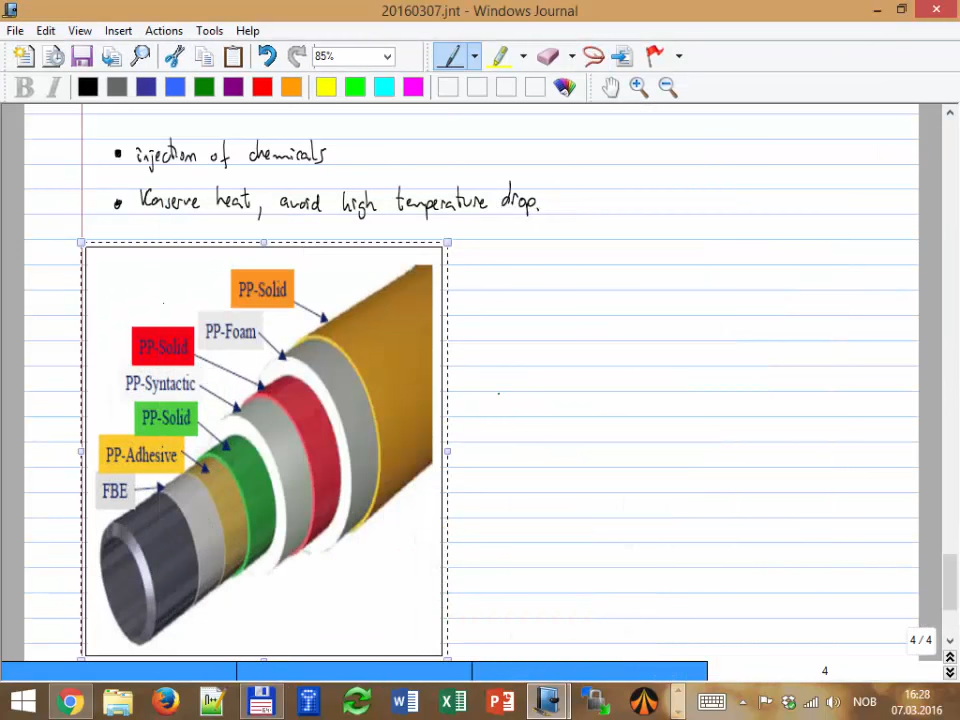 20160307.jnt - Windows Journal
File Edit View Insert Actions Tools Help
85%
B I
• injection of chemicals
• Konserve heat, avoid high temperature drop.
PP-Solid
PP-Foam
PP-Solid
PP-Syntactic
PP-Solid
PP-Adhesive
FBE
4 / 4
4
NOB
16:28
07.03.2016